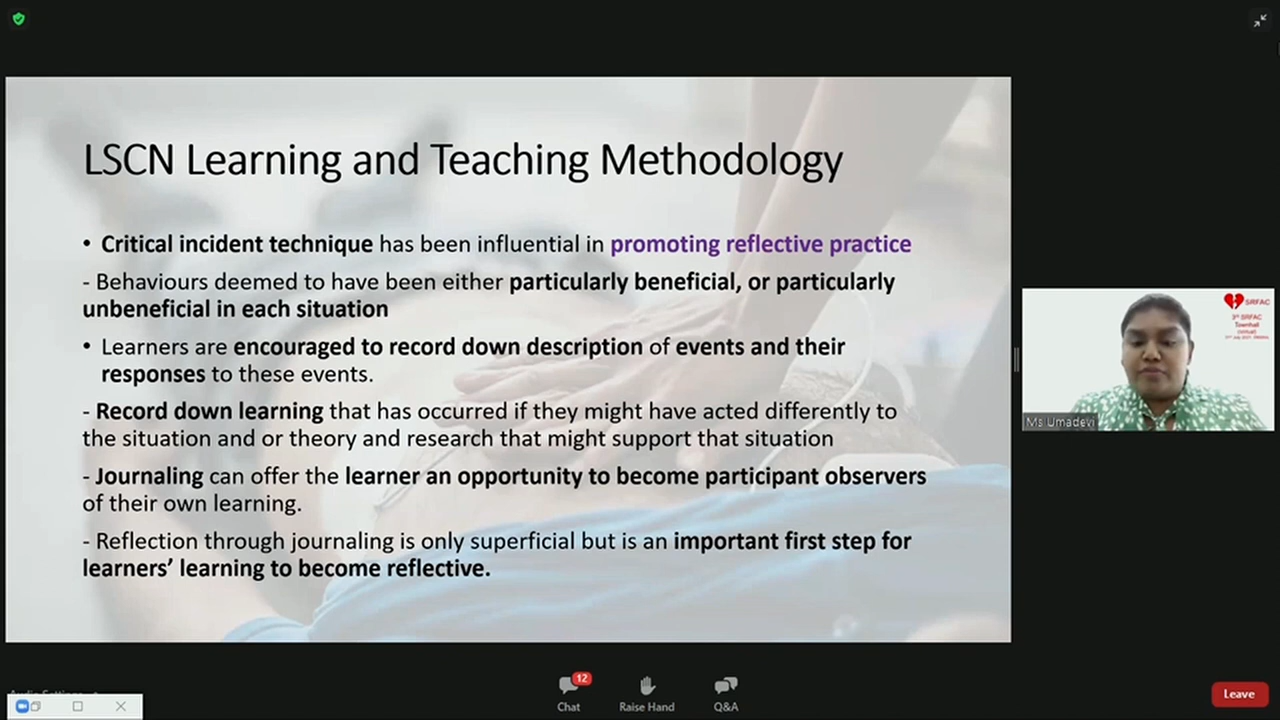 LSCN Learning and Teaching Methodology
• Critical incident technique has been influential in promoting reflective practice
- Behaviours deemed to have been either particularly beneficial, or particularly
unbeneficial in each situation
• Learners are encouraged to record down description of events and their
responses to these events.
- Record down learning that has occurred if they might have acted differently to
the situation and or theory and research that might support that situation
- Journaling can offer the learner an opportunity to become participant observers
of their own learning.
- Reflection through journaling is only superficial but is an important first step for
learners' learning to become reflective.
SRFAC
3rd SRFAC
Townhall
Ms Umadevi
12
Chat
Raise Hand
Q&A
Leave